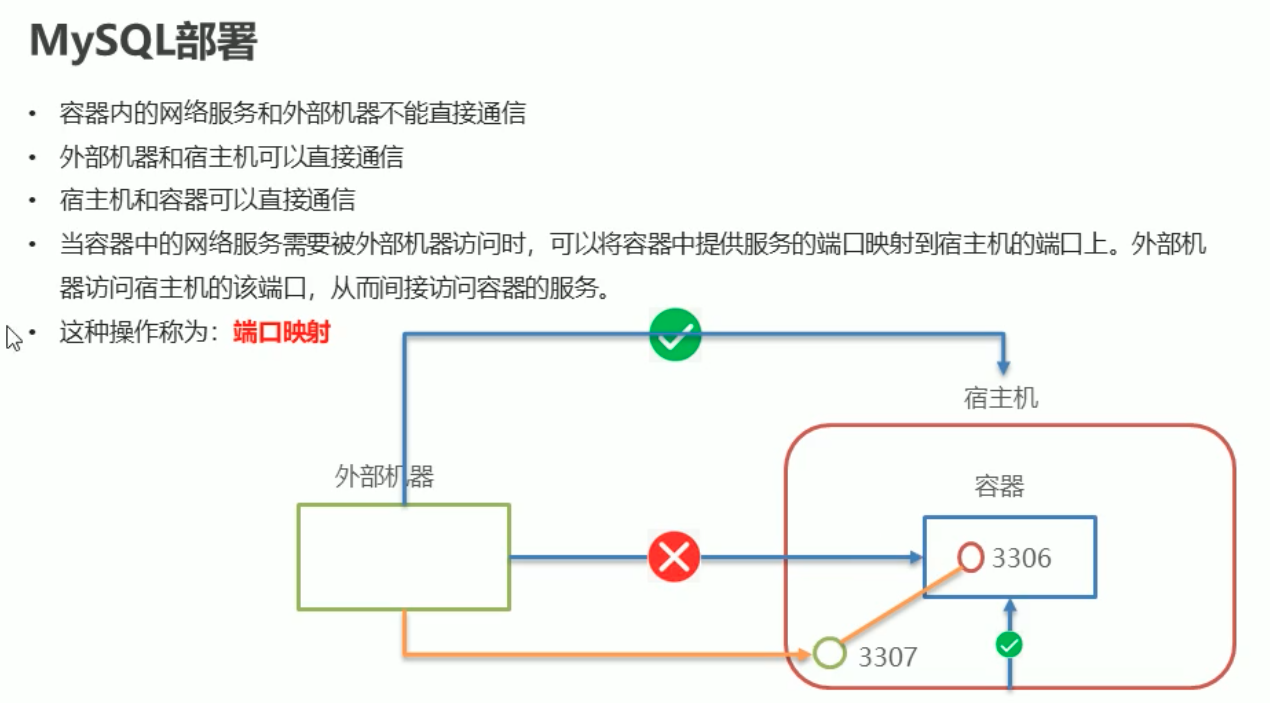 MySQL部署
• 容器内的网络服务和外部机器不能直接通信
• 外部机器和宿主机可以直接通信
• 宿主机和容器可以直接通信
• 当容器中的网络服务需要被外部机器访问时，可以将容器中提供服务的端口映射到宿主机的端口上。外部机
器访问宿主机的该端口，从而间接访问容器的服务。
• 这种操作称为：端口映射
宿主机
外部机器
容器
3306
3307